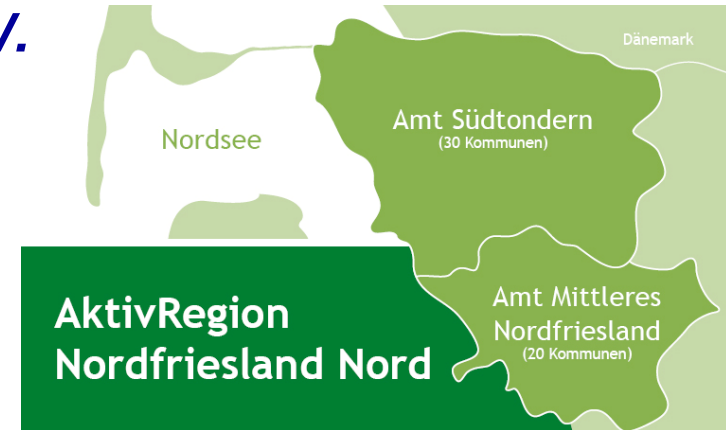 V.
Dänemark
Amt Südtondern
(30 Kommunen)
Nordsee
Amt Mittleres
Nordfriesland
(20 Kommunen)
AktivRegion
Nordfriesland Nord